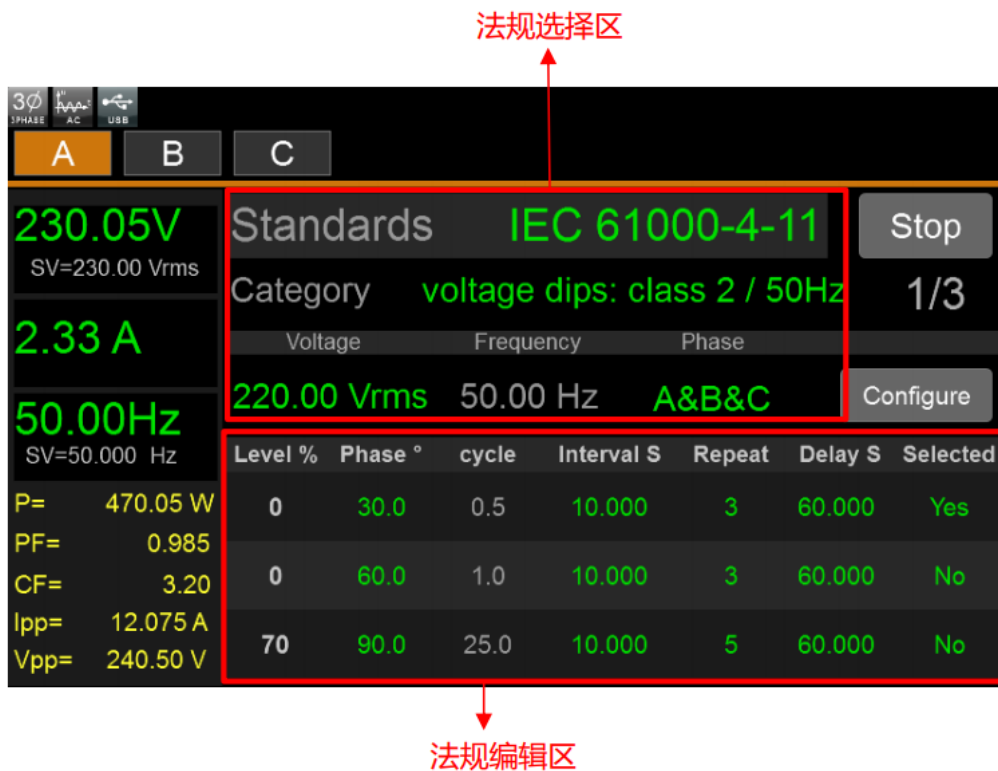 法规选择区
3Ø
3PHASE
AC
USB
A B C
230.05V
SV=230.00 Vrms
2.33 A
50.00Hz
SV=50.000 Hz
P= 470.05 W
PF= 0.985
CF= 3.20
Ipp= 12.075 A
Vpp= 240.50 V
Standards IEC 61000-4-11
Stop
Category voltage dips: class 2 / 50Hz
1/3
Voltage Frequency Phase
220.00 Vrms 50.00 Hz A&B&C
Configure
Level % Phase ° cycle Interval S Repeat Delay S Selected
0 30.0 0.5 10.000 3 60.000 Yes
0 60.0 1.0 10.000 3 60.000 No
70 90.0 25.0 10.000 5 60.000 No
法规编辑区